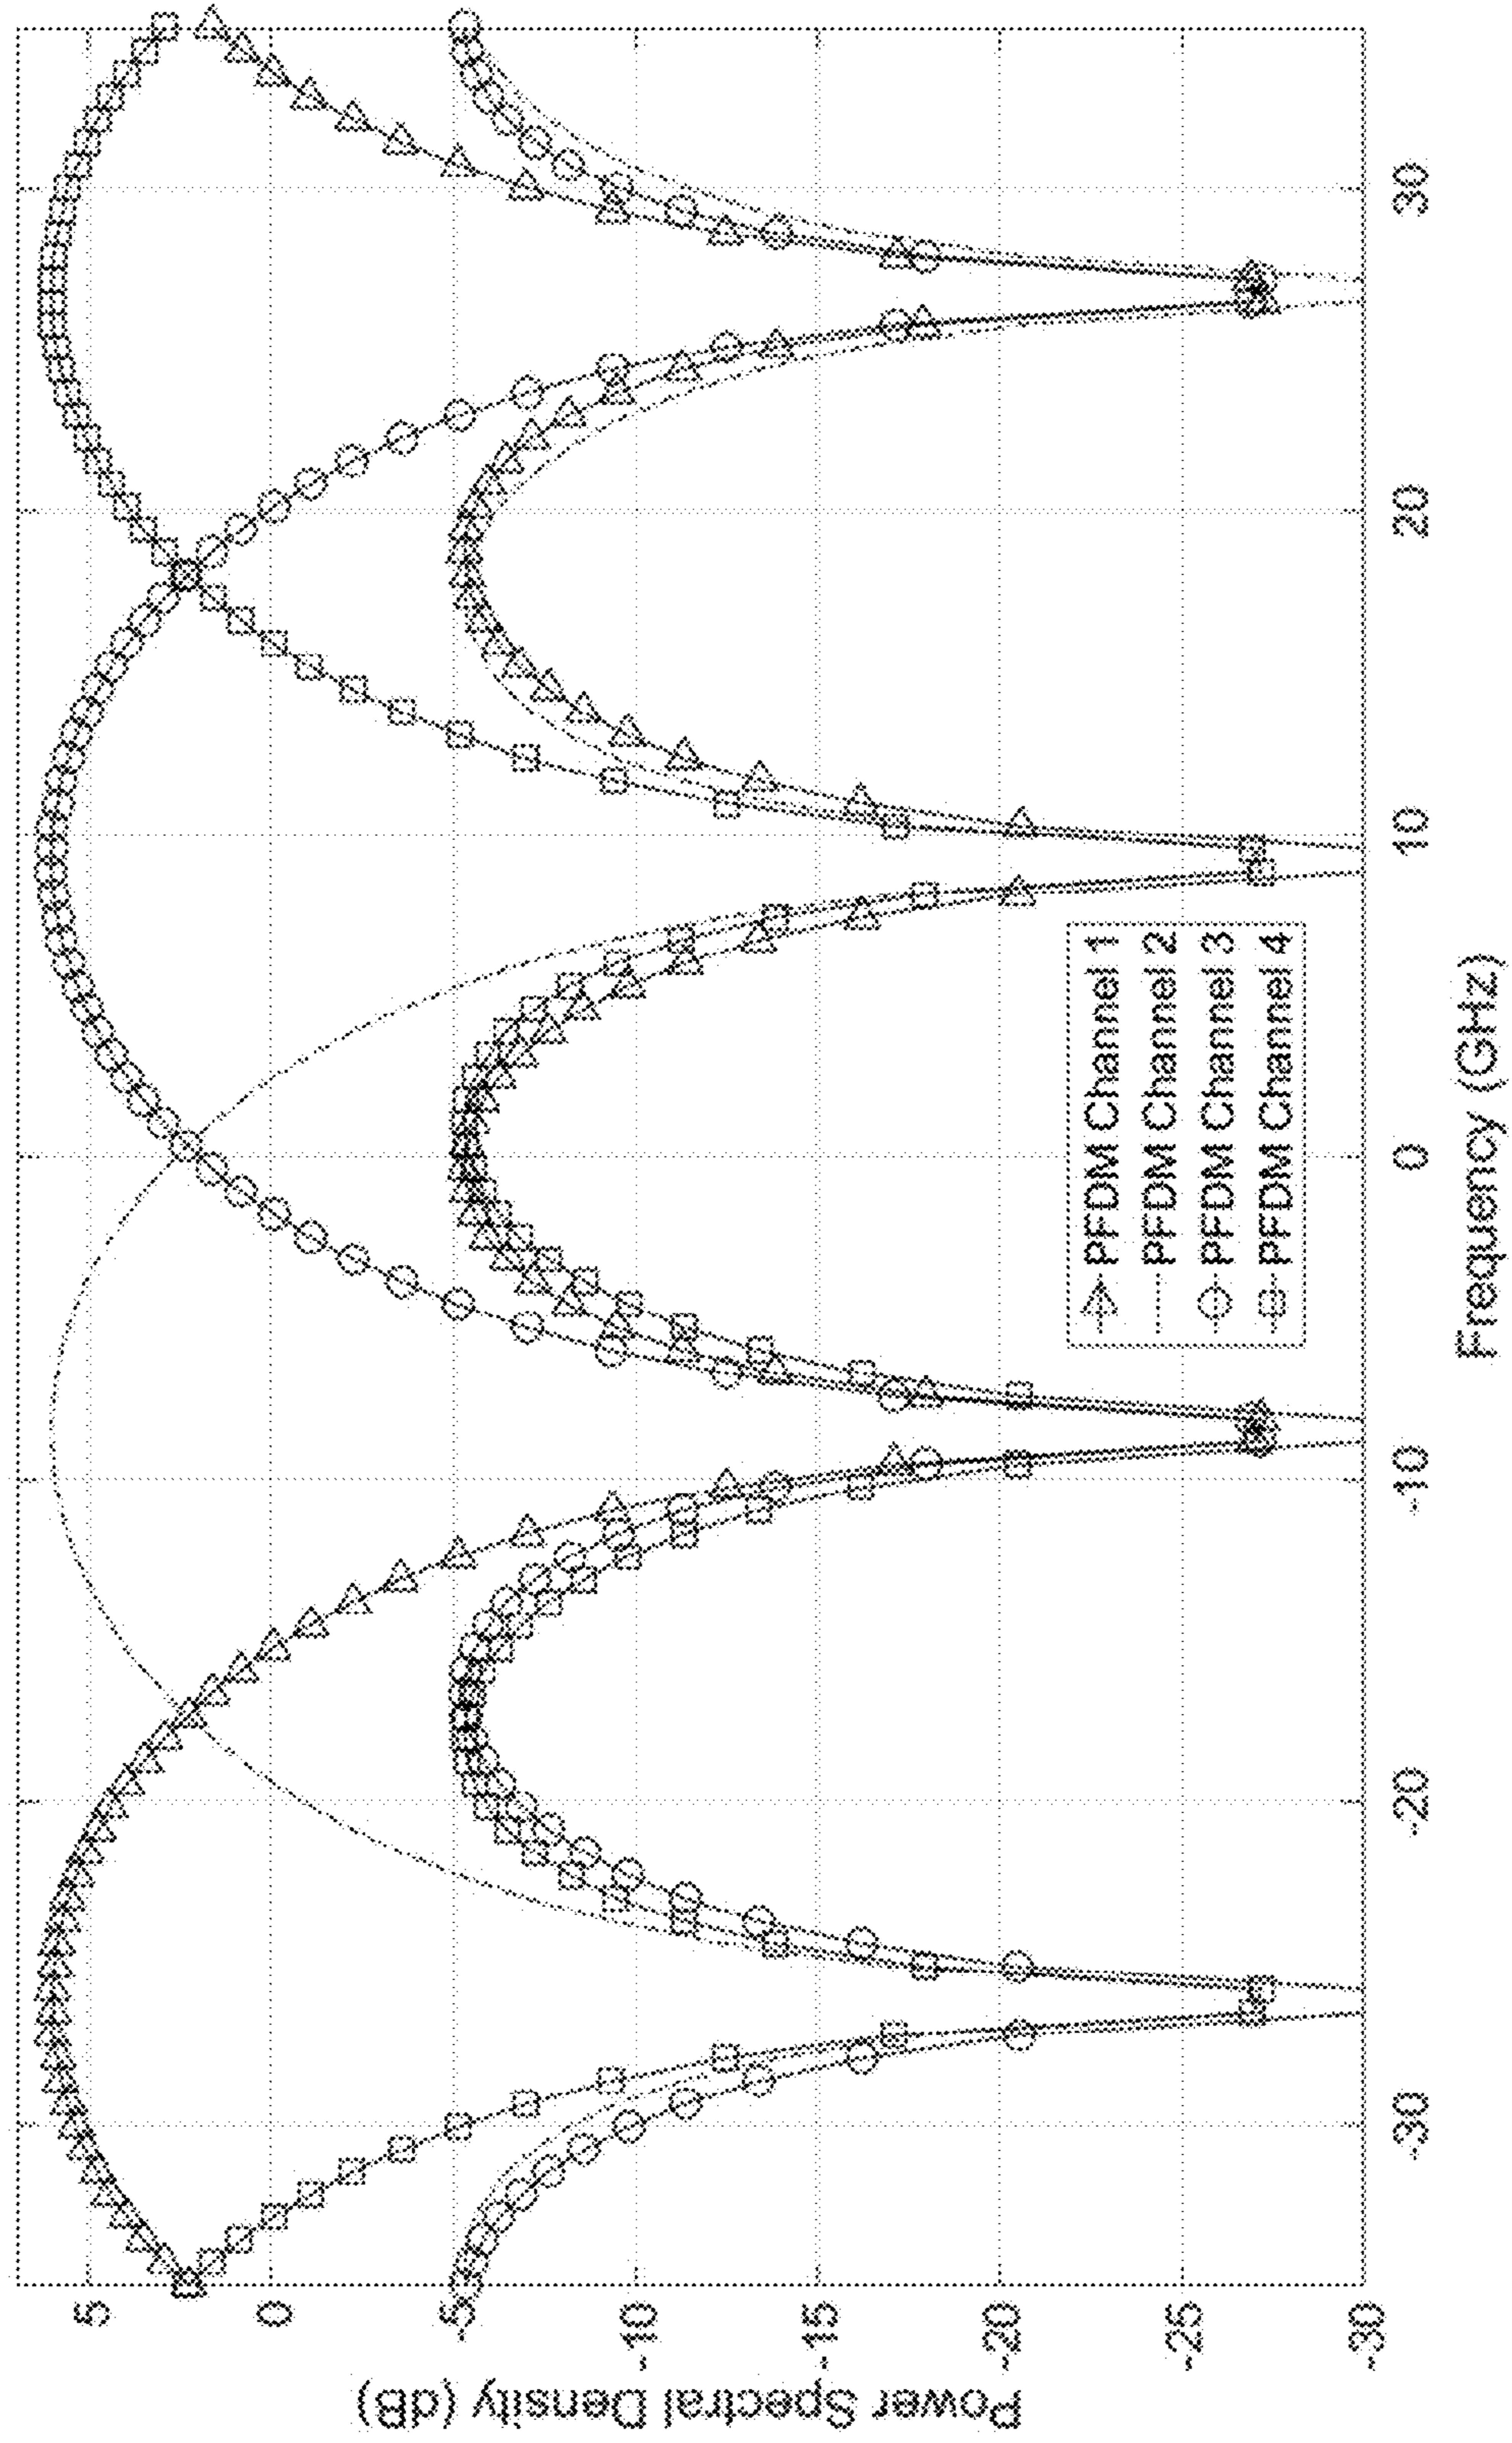 Power Spectral Density (dB)
5
0
-5
-10
-15
-20
-25
-30
PFDM Channel 1
PFDM Channel 2
PFDM Channel 3
PFDM Channel 4
-30
-20
-10
0
10
20
30
Frequency (GHz)